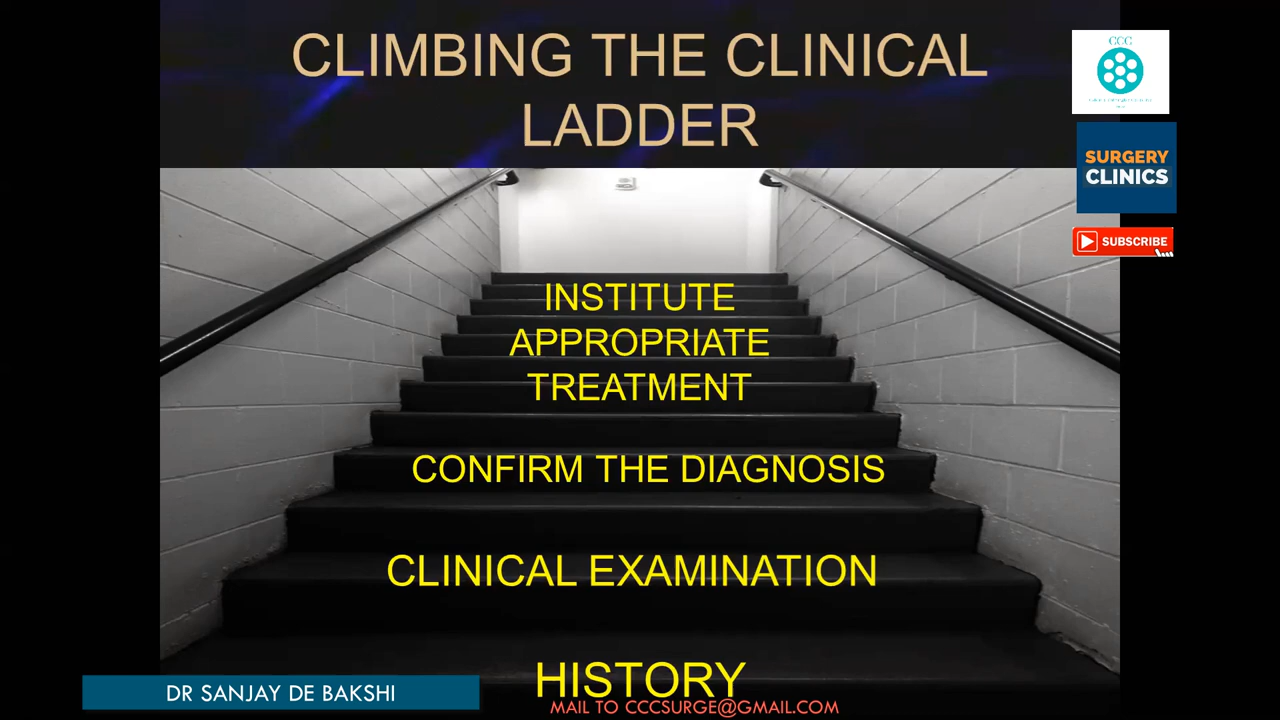 CLIMBING THE CLINICAL
LADDER
CCC
SURGERY
CLINICS
SUBSCRIBE
INSTITUTE
APPROPRIATE
TREATMENT
CONFIRM THE DIAGNOSIS
CLINICAL EXAMINATION
HISTORY
DR SANJAY DE BAKSHI
MAIL TO CCCSURGE@GMAIL.COM